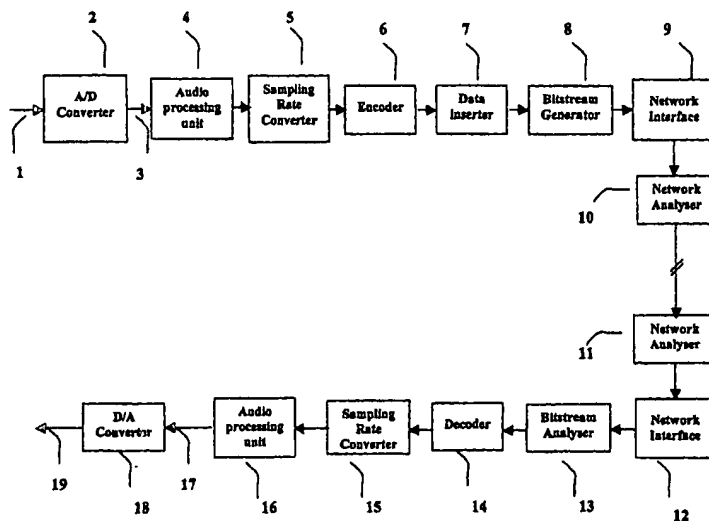 2
4
5
6
7
8
9
A/D
Converter
Audio
processing
unit
Sampling
Rate
Converter
Encoder
Data
inserter
Bitstream
Generator
Network
Interface
1
3
Network
Analyser
10
Network
Analyser
11
D/A
Convertor
Audio
processing
unit
Sampling
Rate
Converter
Decoder
Bitstream
Analyser
Network
Interface
19
18
17
16
15
14
13
12